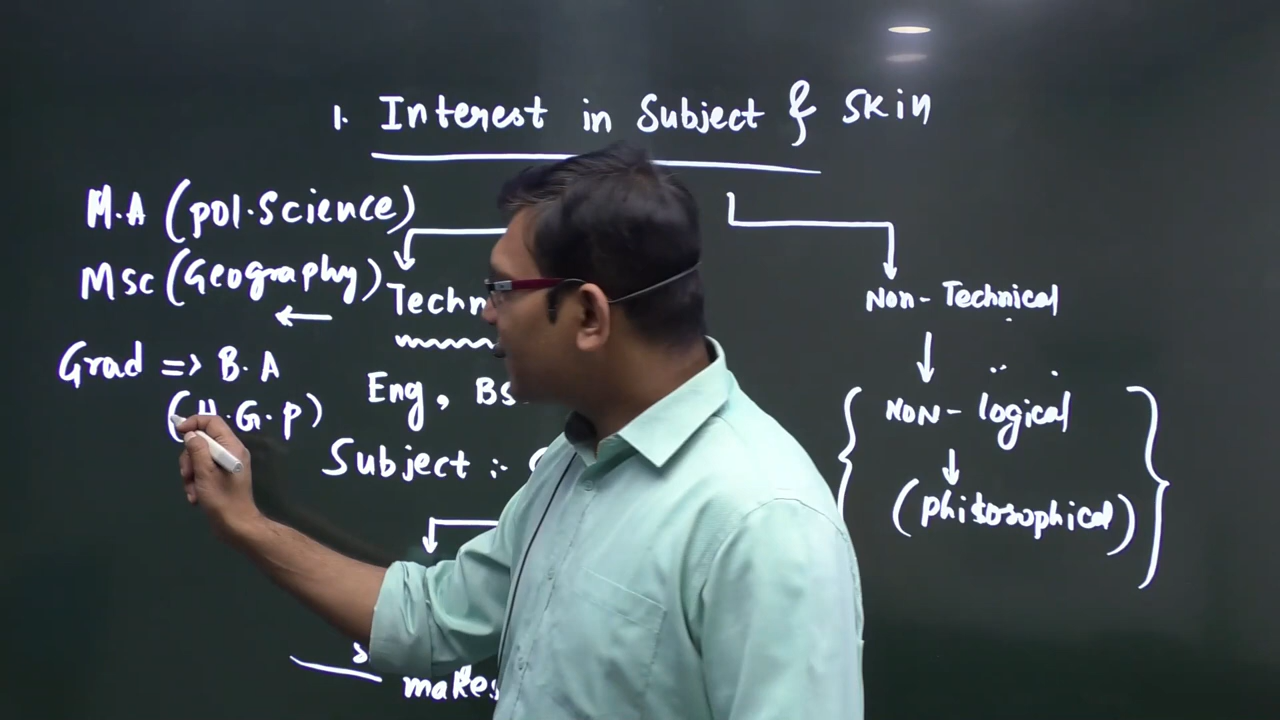 1. Interest in Subject & Skin
M.A (pol.Science)
Msc (Geography)
Grad => B.A
(H.G.P)
Techn
Eng, Bs
Subject :-
makes
Non-Technical
NON-logical
(philosophical)